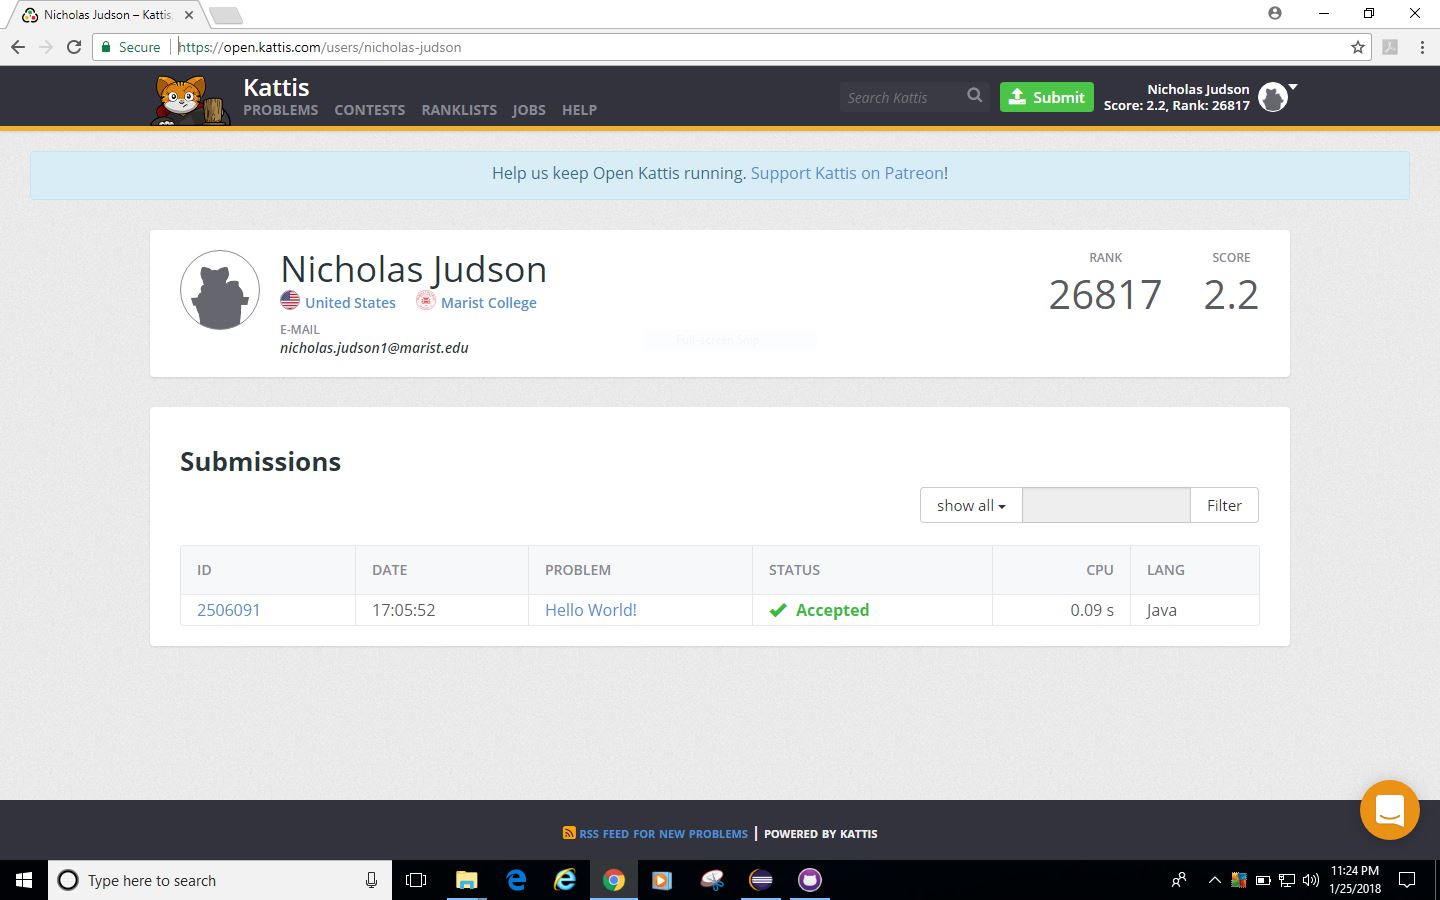 Nicholas Judson – Kattis,
Secure
https://open.kattis.com/users/nicholas-judson
Kattis
PROBLEMS CONTESTS RANKLISTS JOBS HELP
Search Kattis
Submit
Nicholas Judson
Score: 2.2, Rank: 26817
Help us keep Open Kattis running. Support Kattis on Patreon!
Nicholas Judson
United States Marist College
E-MAIL
nicholas.judson1@marist.edu
RANK SCORE
26817 2.2
Full-screen Snip
Submissions
show all Filter
ID DATE PROBLEM STATUS CPU LANG
2506091 17:05:52 Hello World! Accepted 0.09 s Java
RSS FEED FOR NEW PROBLEMS | POWERED BY KATTIS
Type here to search
11:24 PM
1/25/2018